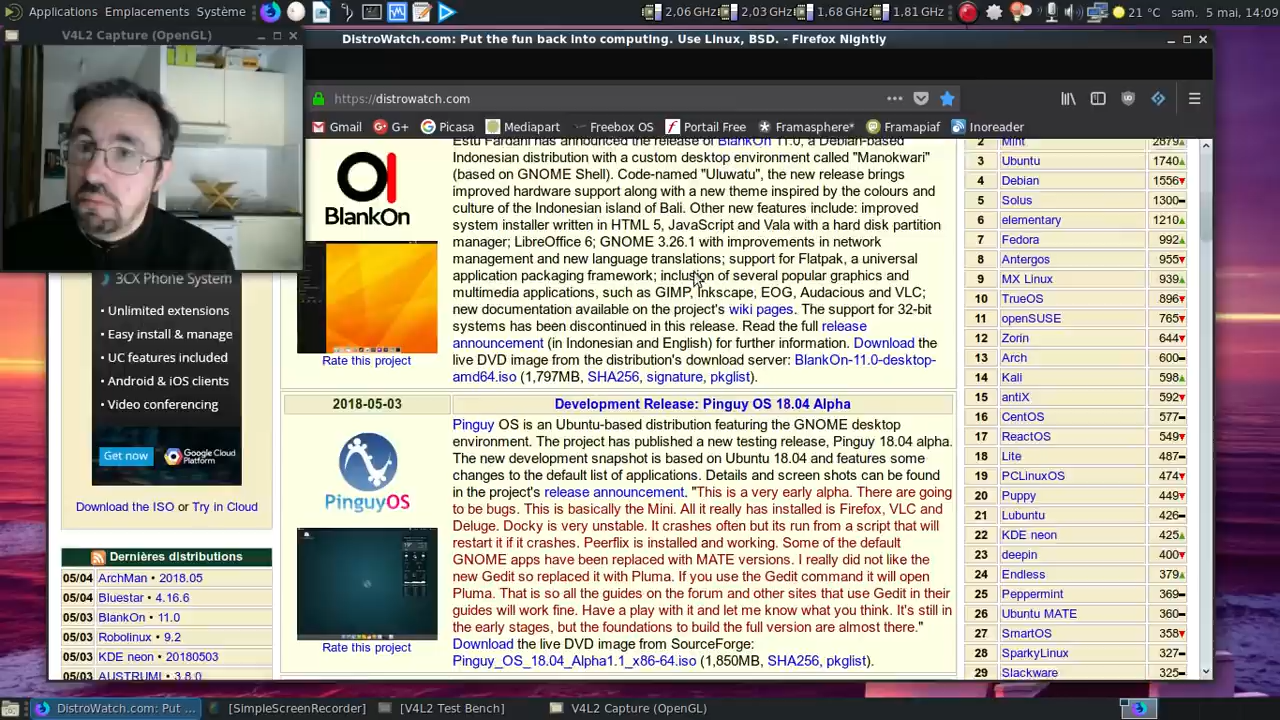 Applications Emplacements Système
2,06 GHz 2,03 GHz 1,81 GHz
21 °C sam. 5 mai, 14:09
V4L2 Capture (OpenGL)
DistroWatch.com: Put the fun back into computing. Use Linux, BSD. - Firefox Nightly
https://distrowatch.com
Gmail G+ Picasa Mediapart Freebox OS Portail Free Framasphère* Framapiaf Inoreader
Estu Fardani has announced the release of BlankOn 11.0, a Debian-based
Indonesian distribution with a custom desktop environment called "Manokwari"
(based on GNOME Shell). Code-named "Uluwatu", the new release brings
improved hardware support along with a new theme inspired by the colours and
culture of the Indonesian island of Bali. Other new features include: improved
system installer written in HTML 5, JavaScript and Vala with a hard disk partition
manager; LibreOffice 6; GNOME 3.26.1 with improvements in network
management and new language translations; support for Flatpak, a universal
application packaging framework; inclusion of several popular graphics and
multimedia applications, such as GIMP, Inkscape, EOG, Audacious and VLC;
new documentation available on the project's wiki pages. The support for 32-bit
systems has been discontinued in this release. Read the full release
announcement (in Indonesian and English) for further information. Download the
live DVD image from the distribution's download server: BlankOn-11.0-desktop-
amd64.iso (1,797MB, SHA256, signature, pkglist).
BlankOn
Rate this project
2018-05-03 Development Release: Pinguy OS 18.04 Alpha
Pinguy OS is an Ubuntu-based distribution featuring the GNOME desktop
environment. The project has published a new testing release, Pinguy 18.04 alpha.
The new development snapshot is based on Ubuntu 18.04 and features some
changes to the default list of applications. Details and screen shots can be found
in the project's release announcement. "This is a very early alpha. There are going
to be bugs. This is basically the Mini. All it really has installed is Firefox, VLC and
Deluge. Docky is very unstable. It crashes often but its run from a script that will
restart it if it crashes. Peerflix is installed and working. Some of the default
GNOME apps have been replaced with MATE versions. I really did not like the
new Gedit so replaced it with Pluma. If you use the Gedit command it will open
Pluma. That is so all the guides on the forum and other sites that use Gedit in their
guides will work fine. Have a play with it and let me know what you think. It's still in
the early stages, but the foundations to build the full version are almost there."
Download the live DVD image from SourceForge:
Pinguy_OS_18.04_Alpha1.1_x86-64.iso (1,850MB, SHA256, pkglist).
PinguyOS
Rate this project
3CX Phone System
• Unlimited extensions
• Easy install & manage
• UC features included
• Android & iOS clients
• Video conferencing
Get now Google Cloud Platform
Download the ISO or Try in Cloud
Dernières distributions
05/04 ArchMan • 2018.05
05/04 Bluestar • 4.16.6
05/03 BlankOn • 11.0
05/03 Robolinux • 9.2
05/03 KDE neon • 20180503
05/03 AUSTRUMI • 3.8.0
2 Mint 2879
3 Ubuntu 1740
4 Debian 1556
5 Solus 1300
6 elementary 1210
7 Fedora 992
8 Antergos 955
9 MX Linux 939
10 TrueOS 896
11 openSUSE 765
12 Zorin 644
13 Arch 600
14 Kali 598
15 antiX 592
16 CentOS 577
17 ReactOS 549
18 Lite 487
19 PCLinuxOS 474
20 Puppy 449
21 Lubuntu 426
22 KDE neon 425
23 deepin 400
24 Endless 379
25 Peppermint 369
26 Ubuntu MATE 360
27 SmartOS 358
28 SparkyLinux 327
29 Slackware 325
DistroWatch.com: Put ... [SimpleScreenRecorder] [V4L2 Test Bench] V4L2 Capture (OpenGL)